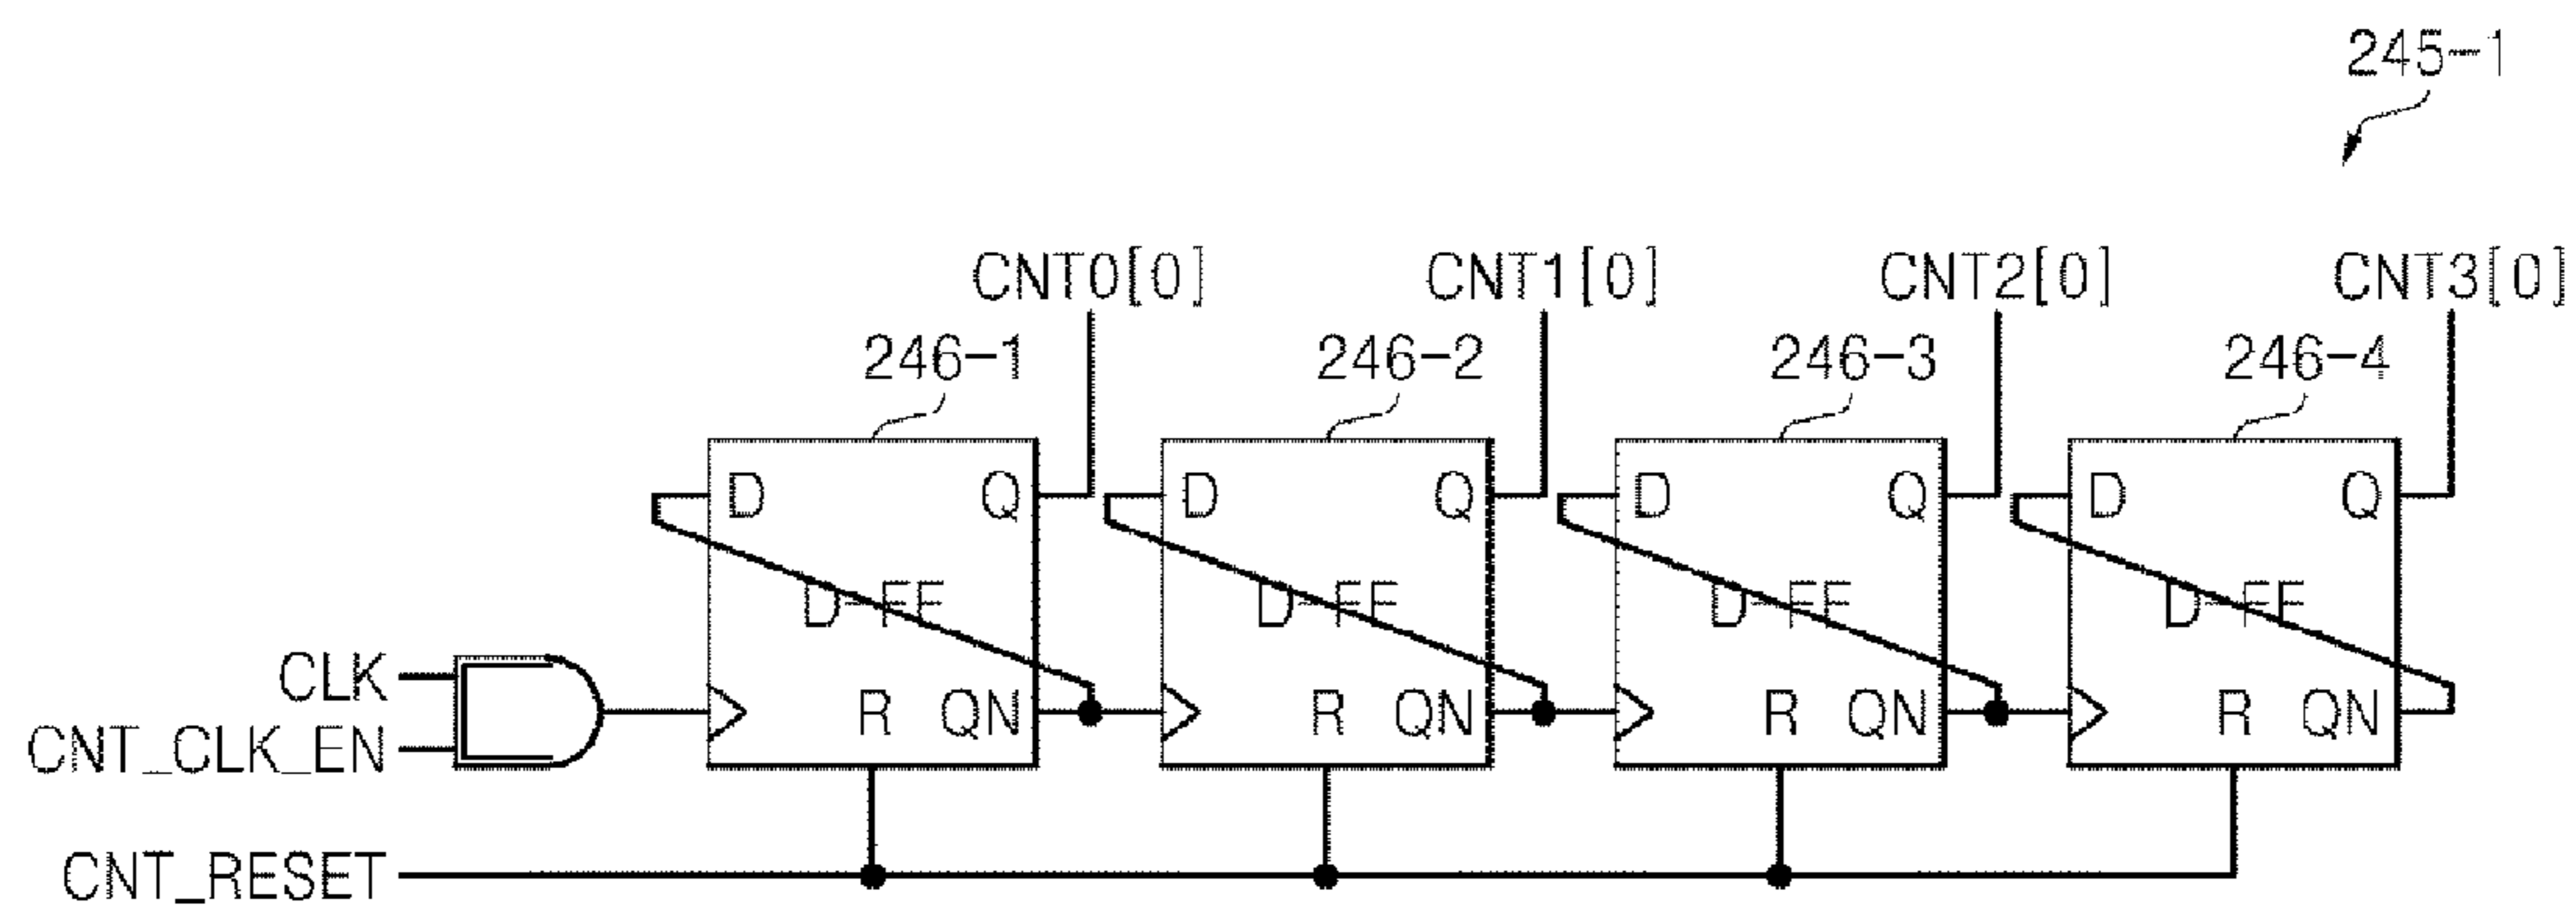 245-1
CNT0[0] CNT1[0] CNT2[0] CNT3[0]
246-1 246-2 246-3 246-4
D Q D Q D Q D Q
D-FF D-FF D-FF D-FF
CLK
R QN R QN R QN R QN
CNT_CLK_EN
CNT_RESET